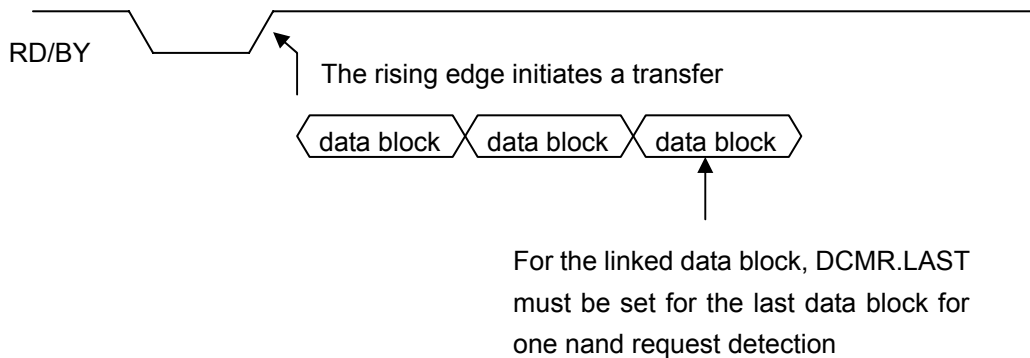 RD/BY
The rising edge initiates a transfer
data block data block data block
For the linked data block, DCMR.LAST
must be set for the last data block for
one nand request detection